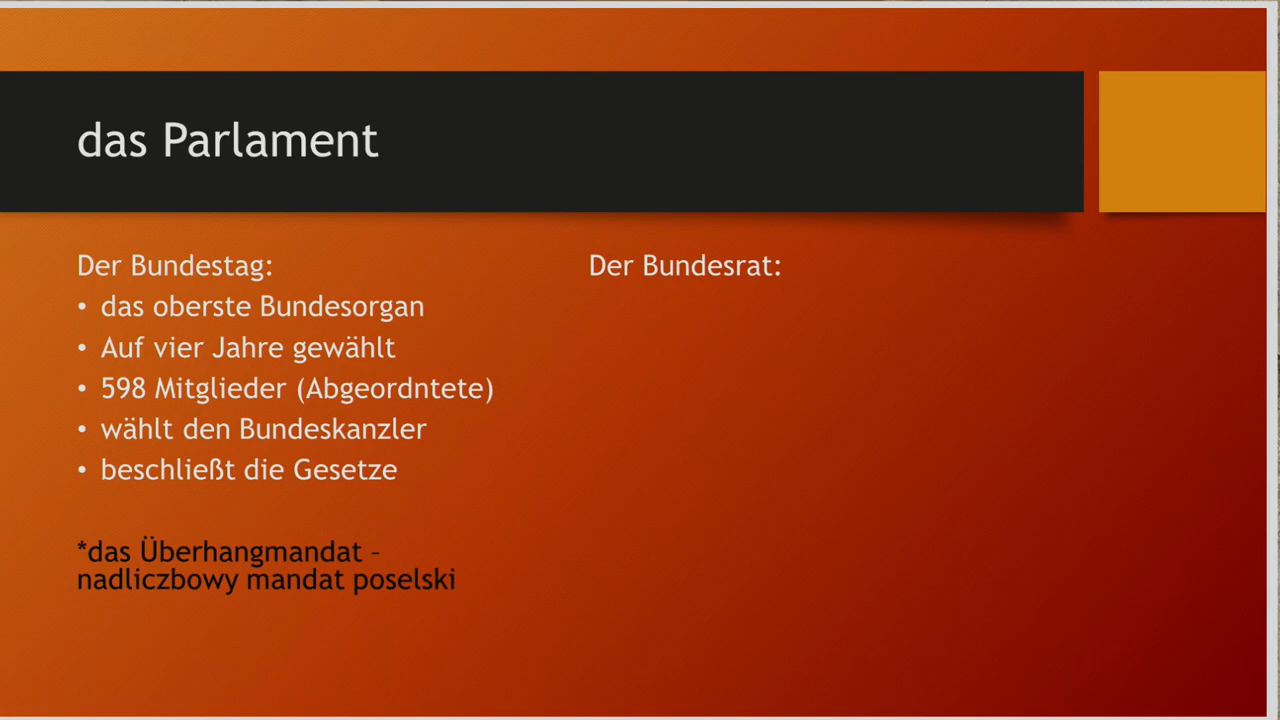 das Parlament
Der Bundestag:
• das oberste Bundesorgan
• Auf vier Jahre gewählt
• 598 Mitglieder (Abgeordntete)
• wählt den Bundeskanzler
• beschließt die Gesetze
*das Überhangmandat –
nadliczbowy mandat poselski
Der Bundesrat: